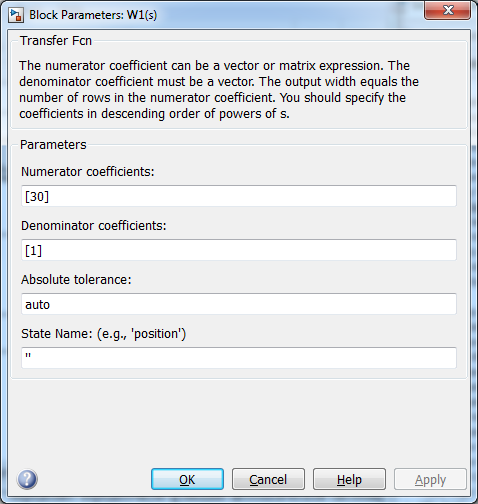 Block Parameters: W1(s)
Transfer Fcn
The numerator coefficient can be a vector or matrix expression. The
denominator coefficient must be a vector. The output width equals the
number of rows in the numerator coefficient. You should specify the
coefficients in descending order of powers of s.
Parameters
Numerator coefficients:
[30]
Denominator coefficients:
[1]
Absolute tolerance:
auto
State Name: (e.g., 'position')
''
OK
Cancel
Help
Apply